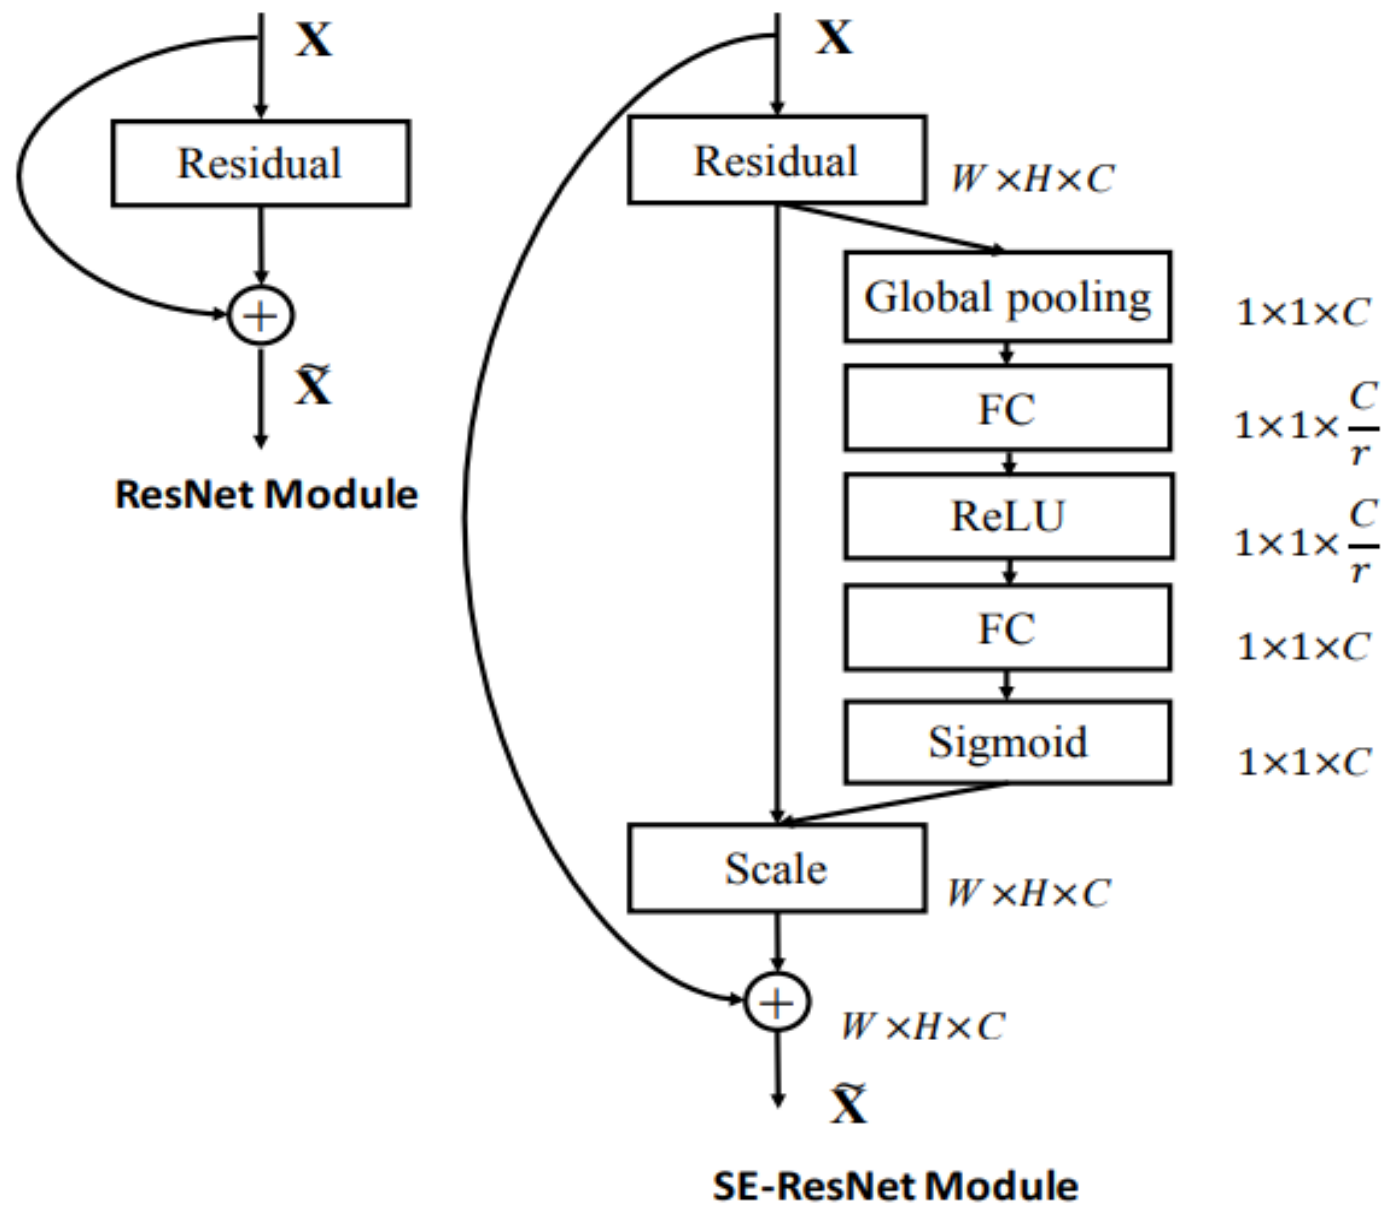 X
Residual
+
X̃
ResNet Module
X
Residual
W×H×C
Global pooling
1×1×C
FC
1×1×C/r
ReLU
1×1×C/r
FC
1×1×C
Sigmoid
1×1×C
Scale
W×H×C
+
W×H×C
X̃
SE-ResNet Module